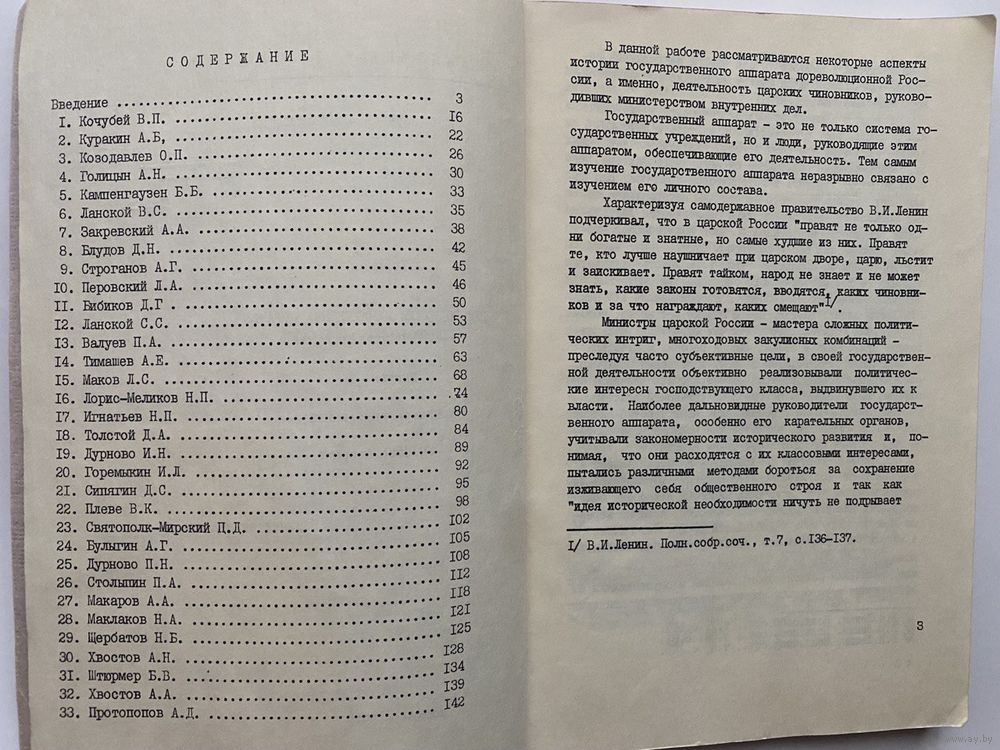 СОДЕРЖАНИЕ
Введение ........................................ 3
I. Кочубей В.П. ........................................ I6
2. Куракин А.Б, ........................................ 22
3. Козодавлев О.П. ........................................ 26
4. Голицын А.Н. ........................................ 30
5. Кампенгаузен Б.Б. ........................................ 33
6. Ланской В.С. ........................................ 35
7. Закревский А.А. ........................................ 38
8. Блудов Д.Н. ........................................ 42
9. Строганов А.Г. ........................................ 45
I0. Перовский Л.А. ........................................ 46
II. Бибиков Д.Г . ........................................ 50
I2. Ланской С.С. ........................................ 53
I3. Валуев П.А. ........................................ 57
I4. Тимашев А.Е. ........................................ 63
I5. Маков Л.С. ........................................ 68
I6. Лорис-Меликов Н.П. ........................................ 74
I7. Игнатьев Н.П. ........................................ 80
I8. Толстой Д.А. ........................................ 84
I9. Дурново И.Н. ........................................ 89
20. Горемыкин И.Л. ........................................ 92
2I. Сипягин Д.С. ........................................ 95
22. Плеве В.К. ........................................ 98
23. Святополк-Мирский П.Д. ........................................ I02
24. Булыгин А.Г. ........................................ I05
25. Дурново П.Н. ........................................ I08
26. Столыпин П.А. ........................................ II2
27. Макаров А.А. ........................................ II8
28. Маклаков Н.А. ........................................ I2I
29. Щербатов Н.Б. ........................................ I25
30. Хвостов А.Н. ........................................ I28
3I. Штюрмер Б.В. ........................................ I34
32. Хвостов А.А. ........................................ I39
33. Протопопов А.Д. ........................................ I42
В данной работе рассматриваются некоторые аспекты
истории государственного аппарата дореволюционной Рос-
сии, а именно, деятельность царских чиновников, руково-
дивших министерством внутренних дел.
Государственный аппарат - это не только система го-
сударственных учреждений, но и люди, руководящие этим
аппаратом, обеспечивающие его деятельность. Тем самым
изучение государственного аппарата неразрывно связано с
изучением его личного состава.
Характеризуя самодержавное правительство В.И.Ленин
подчеркивал, что в царской России "правят не только од-
ни богатые и знатные, но самые худшие из них. Правят
те, кто лучше наушничает при царском дворе, царю, льстит
и заискивает. Правят тайком, народ не знает и не может
знать, какие законы готовятся, вводятся, каких чиновни-
ков и за что награждают, каких смещают"I/.
Министры царской России - мастера сложных полити-
ческих интриг, многоходовых закулисных комбинаций -
преследуя часто субъективные цели, в своей государствен-
ной деятельности объективно реализовывали политичес-
кие интересы господствующего класса, выдвинувшего их к
власти. Наиболее дальновидные руководители государст-
венного аппарата, особенно его карательных органов,
учитывали закономерности исторического развития и, по-
нимая, что они расходятся с их классовыми интересами,
пытались различными методами бороться за сохранение
изживающего себя общественного строя и так как
"идея исторической необходимости ничуть не подрывает
I/ В.И.Ленин. Полн.собр.соч., т.7, с.I36-I37.
3
www.ay.by